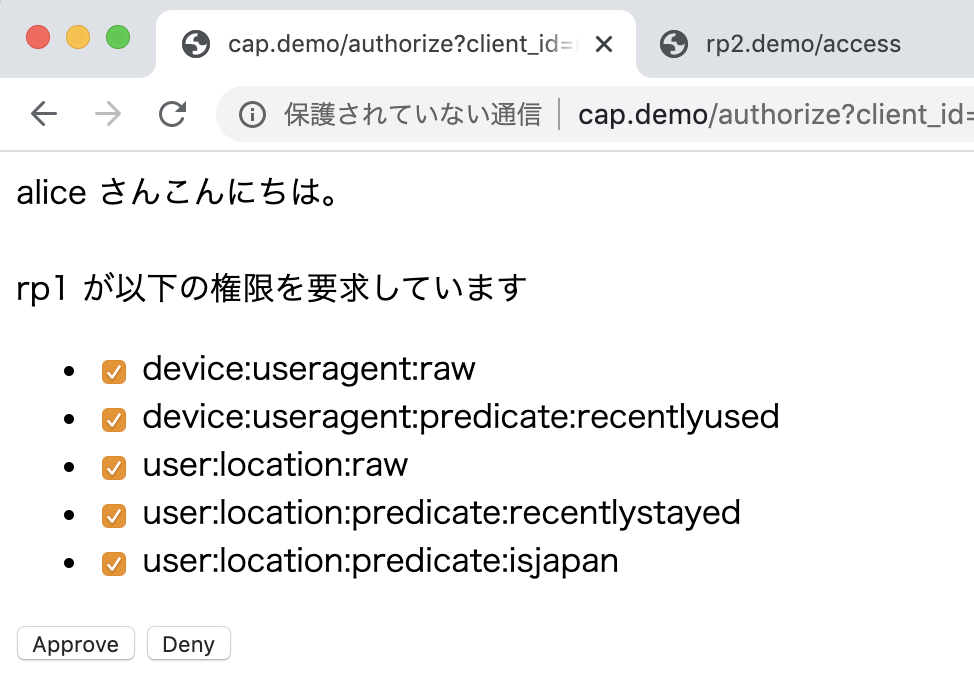 cap.demo/authorize?client_id=
rp2.demo/access
保護されていない通信 cap.demo/authorize?client_id=
alice さんこんにちは。
rp1 が以下の権限を要求しています
device:useragent:raw
device:useragent:predicate:recentlyused
user:location:raw
user:location:predicate:recentlystayed
user:location:predicate:isjapan
Approve Deny